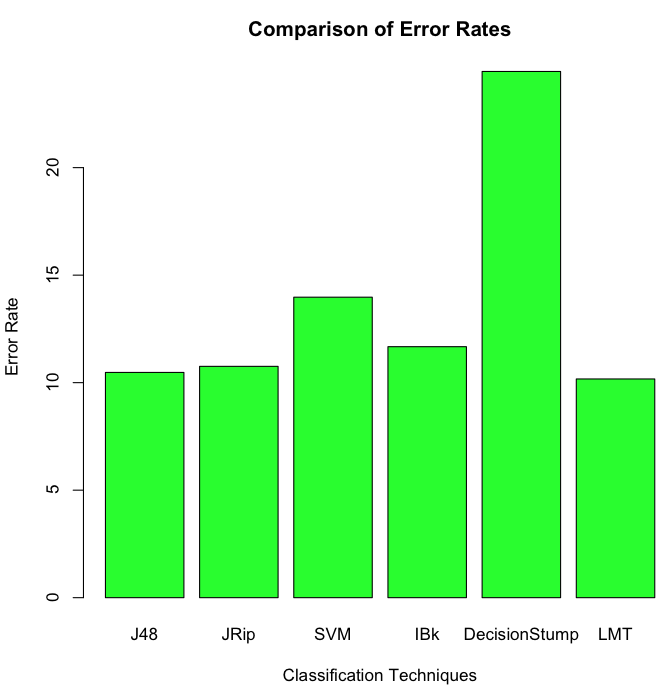 Comparison of Error Rates
Error Rate
20
15
10
5
0
J48 JRip SVM IBk DecisionStump LMT
Classification Techniques